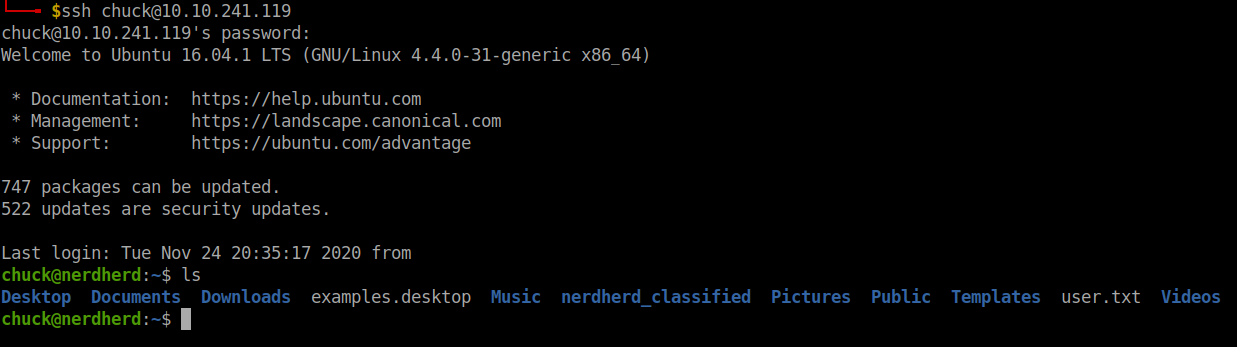 $ssh chuck@10.10.241.119
chuck@10.10.241.119's password:
Welcome to Ubuntu 16.04.1 LTS (GNU/Linux 4.4.0-31-generic x86_64)
* Documentation:  https://help.ubuntu.com
* Management:     https://landscape.canonical.com
* Support:        https://ubuntu.com/advantage
747 packages can be updated.
522 updates are security updates.
Last login: Tue Nov 24 20:35:17 2020 from
chuck@nerdherd:~$ ls
Desktop  Documents  Downloads  examples.desktop  Music  nerdherd_classified  Pictures  Public  Templates  user.txt  Videos
chuck@nerdherd:~$